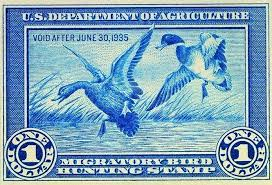 U.S. DEPARTMENT OF AGRICULTURE
VOID AFTER JUNE 30, 1935
ONE DOLLAR 1
ONE DOLLAR 1
MIGRATORY BIRD
HUNTING STAMP